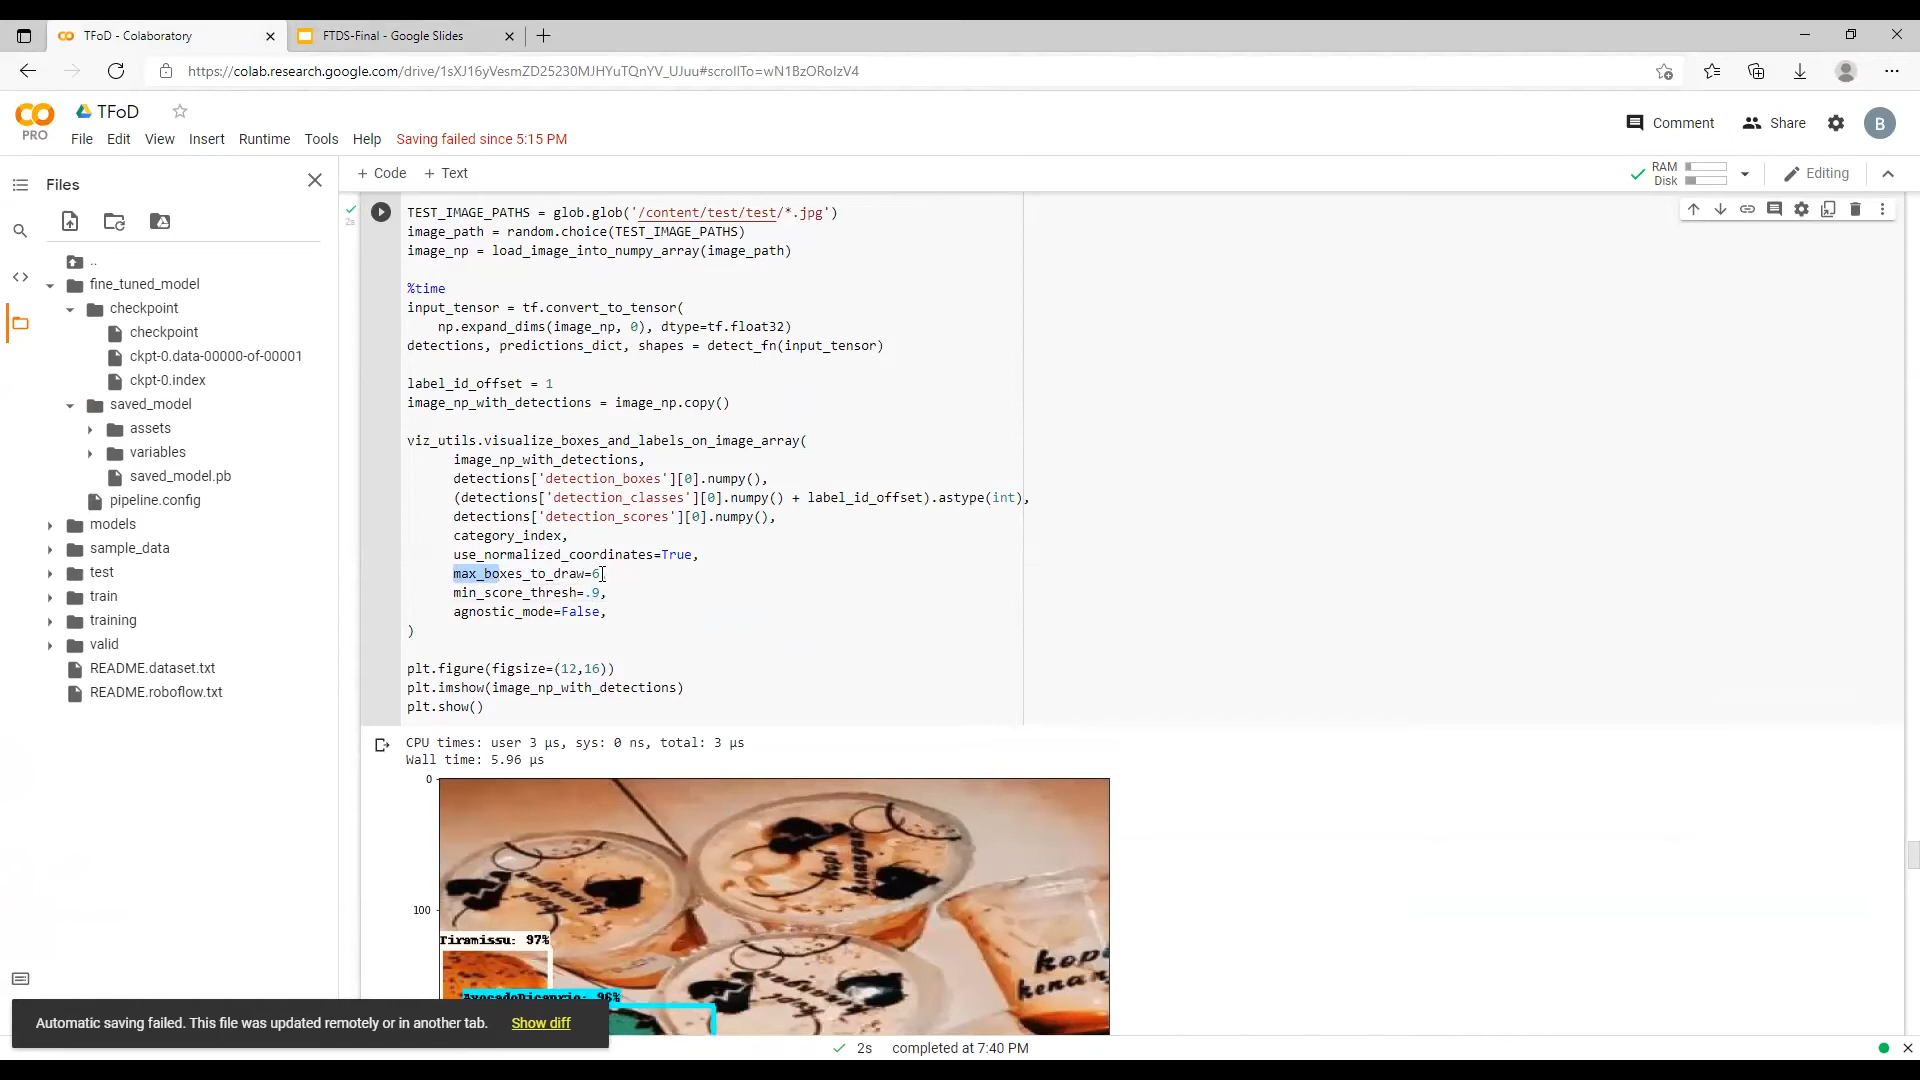 TFoD - Colaboratory
FTDS-Final - Google Slides
https://colab.research.google.com/drive/1sXJ16yVesmZD25230MJHYuTQnYV_UJuu#scrollTo=wN1BzORoIzV4
CO
PRO
TFoD
File Edit View Insert Runtime Tools Help Saving failed since 5:15 PM
Comment
Share
B
Files
+ Code + Text
RAM
Disk
Editing
..
fine_tuned_model
checkpoint
checkpoint
ckpt-0.data-00000-of-00001
ckpt-0.index
saved_model
assets
variables
saved_model.pb
pipeline.config
models
sample_data
test
train
training
valid
README.dataset.txt
README.roboflow.txt
2s
TEST_IMAGE_PATHS = glob.glob('/content/test/test/*.jpg')
image_path = random.choice(TEST_IMAGE_PATHS)
image_np = load_image_into_numpy_array(image_path)
%time
input_tensor = tf.convert_to_tensor(
np.expand_dims(image_np, 0), dtype=tf.float32)
detections, predictions_dict, shapes = detect_fn(input_tensor)
label_id_offset = 1
image_np_with_detections = image_np.copy()
viz_utils.visualize_boxes_and_labels_on_image_array(
image_np_with_detections,
detections['detection_boxes'][0].numpy(),
(detections['detection_classes'][0].numpy() + label_id_offset).astype(int),
detections['detection_scores'][0].numpy(),
category_index,
use_normalized_coordinates=True,
max_boxes_to_draw=6,
min_score_thresh=.9,
agnostic_mode=False,
)
plt.figure(figsize=(12,16))
plt.imshow(image_np_with_detections)
plt.show()
CPU times: user 3 µs, sys: 0 ns, total: 3 µs
Wall time: 5.96 µs
0
100
kopi
kenangan
kopi
kenangan
Tiramissu: 97%
AvocadoDicaprio: 96%
Automatic saving failed. This file was updated remotely or in another tab. Show diff
2s completed at 7:40 PM